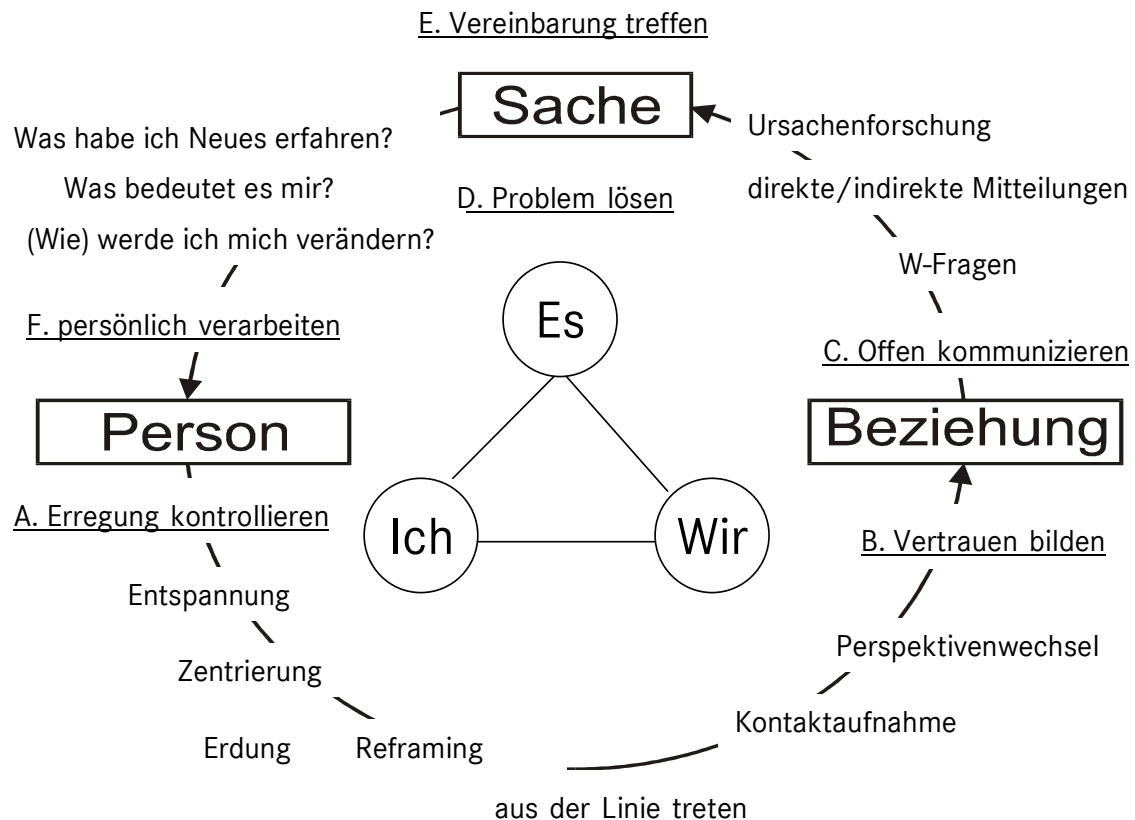 E. Vereinbarung treffen
Sache
Ursachenforschung
Was habe ich Neues erfahren?
Was bedeutet es mir?
direkte/indirekte Mitteilungen
D. Problem lösen
(Wie) werde ich mich verändern?
W-Fragen
Es
F. persönlich verarbeiten
C. Offen kommunizieren
Person
Beziehung
A. Erregung kontrollieren
Ich
Wir
B. Vertrauen bilden
Entspannung
Perspektivenwechsel
Zentrierung
Kontaktaufnahme
Erdung
Reframing
aus der Linie treten